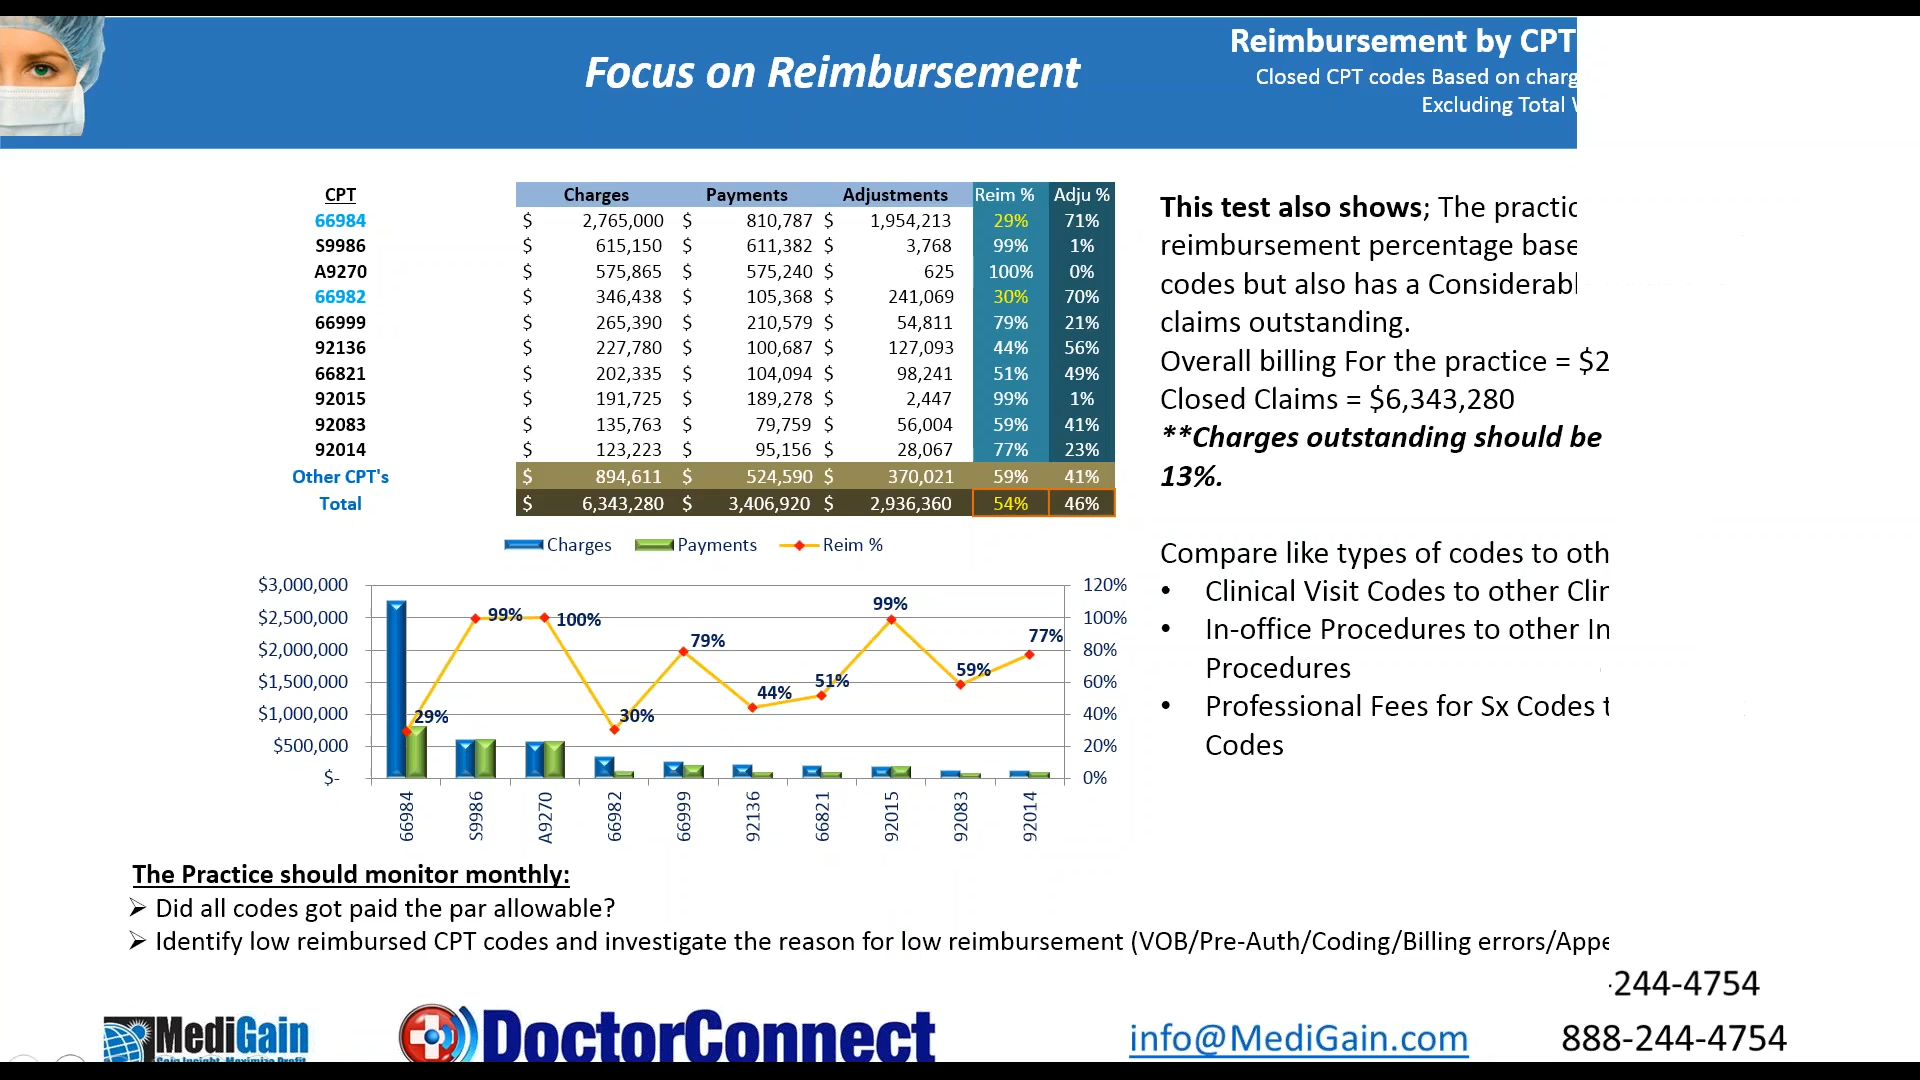 Focus on Reimbursement
Reimbursement by CPT
Closed CPT codes Based on charg
Excluding Total
CPT Charges Payments Adjustments Reim % Adju %
66984 $ 2,765,000 $ 810,787 $ 1,954,213 29% 71%
S9986 $ 615,150 $ 611,382 $ 3,768 99% 1%
A9270 $ 575,865 $ 575,240 $ 625 100% 0%
66982 $ 346,438 $ 105,368 $ 241,069 30% 70%
66999 $ 265,390 $ 210,579 $ 54,811 79% 21%
92136 $ 227,780 $ 100,687 $ 127,093 44% 56%
66821 $ 202,335 $ 104,094 $ 98,241 51% 49%
92015 $ 191,725 $ 189,278 $ 2,447 99% 1%
92083 $ 135,763 $ 79,759 $ 56,004 59% 41%
92014 $ 123,223 $ 95,156 $ 28,067 77% 23%
Other CPT's $ 894,611 $ 524,590 $ 370,021 59% 41%
Total $ 6,343,280 $ 3,406,920 $ 2,936,360 54% 46%
This test also shows; The practic
reimbursement percentage base
codes but also has a Considerabl
claims outstanding.
Overall billing For the practice = $2
Closed Claims = $6,343,280
**Charges outstanding should be
13%.
Compare like types of codes to oth
• Clinical Visit Codes to other Clin
• In-office Procedures to other In
Procedures
• Professional Fees for Sx Codes t
Codes
Charges Payments Reim %
$3,000,000
$2,500,000
$2,000,000
$1,500,000
$1,000,000
$500,000
$-
120%
100%
80%
60%
40%
20%
0%
29% 99% 100% 30% 79% 44% 51% 99% 59% 77%
66984 S9986 A9270 66982 66999 92136 66821 92015 92083 92014
The Practice should monitor monthly:
➢ Did all codes got paid the par allowable?
➢ Identify low reimbursed CPT codes and investigate the reason for low reimbursement (VOB/Pre-Auth/Coding/Billing errors/Appe
-244-4754
MediGain
Gain Insight. Maximize Profit
DoctorConnect
info@MediGain.com 888-244-4754